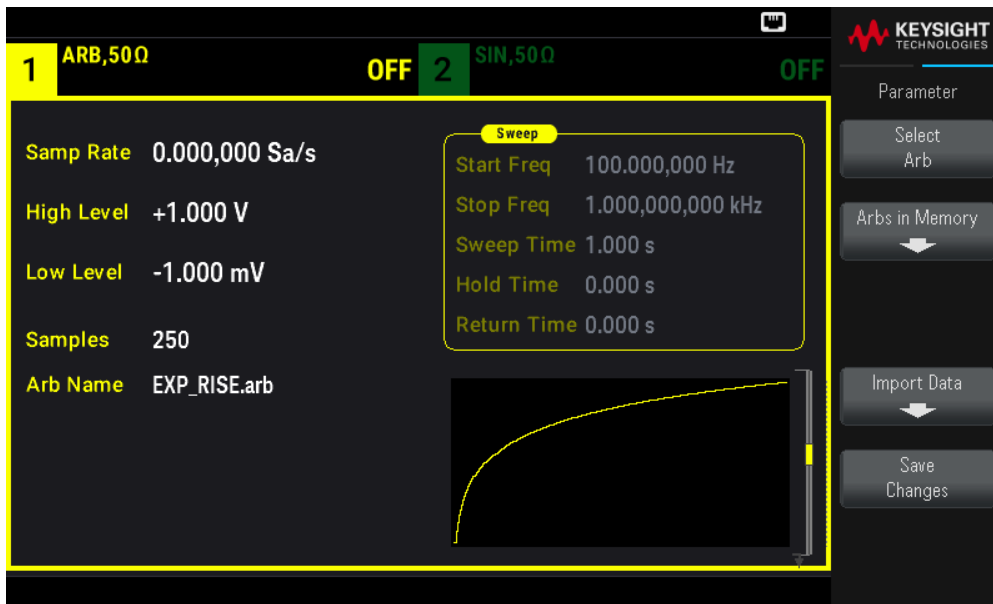 KEYSIGHT
TECHNOLOGIES
1 ARB,50Ω OFF
2 SIN,50Ω OFF
Samp Rate 0.000,000 Sa/s
High Level +1.000 V
Low Level -1.000 mV
Samples 250
Arb Name EXP_RISE.arb
Sweep
Start Freq 100.000,000 Hz
Stop Freq 1.000,000,000 kHz
Sweep Time 1.000 s
Hold Time 0.000 s
Return Time 0.000 s
Parameter
Select
Arb
Arbs in Memory
Import Data
Save
Changes